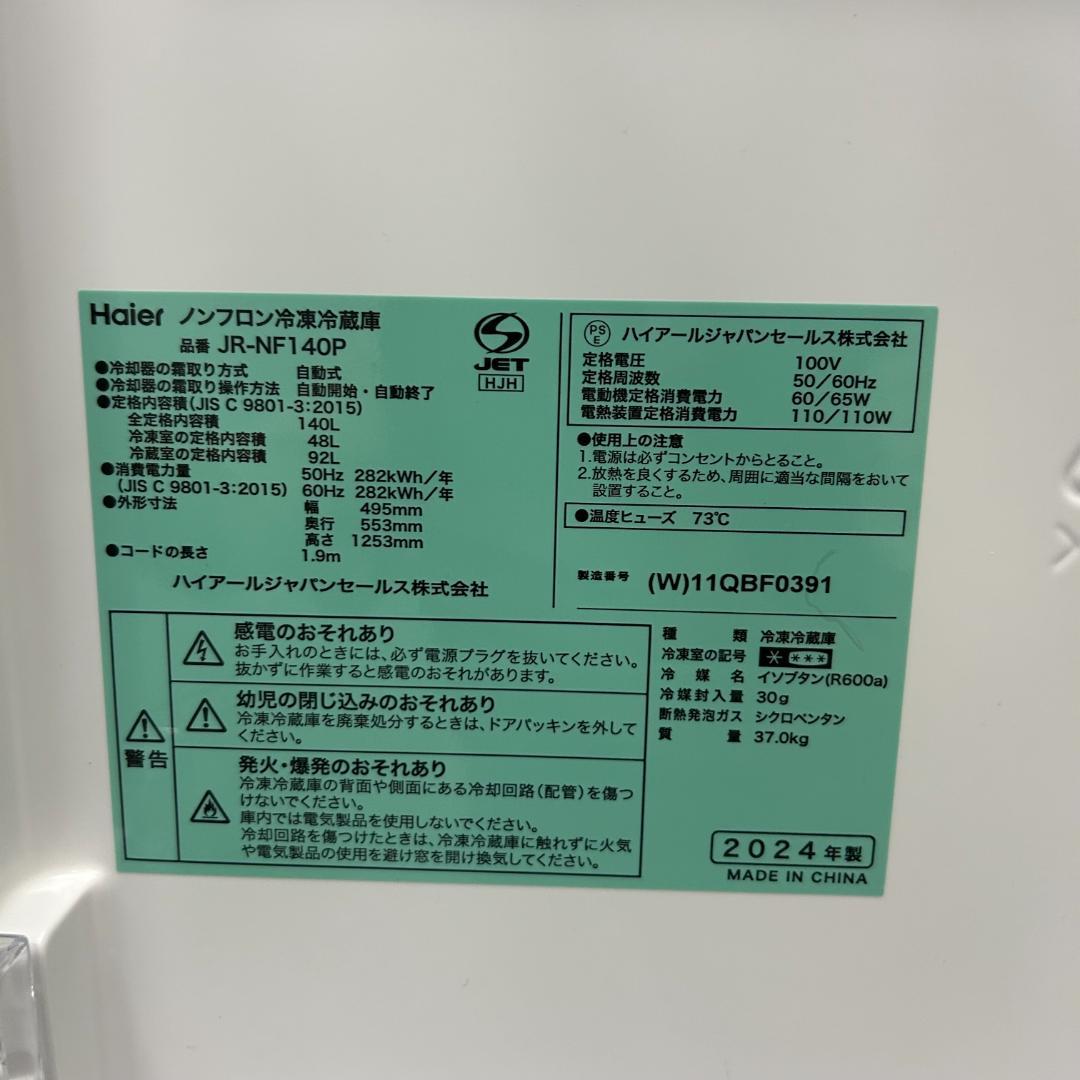 Haier ノンフロン冷凍冷蔵庫
品番 JR-NF140P
●冷却器の霜取り方式 自動式
●冷却器の霜取り操作方法 自動開始・自動終了
●定格内容積(JIS C 9801-3:2015)
全定格内容積 140L
冷凍室の定格内容積 48L
冷蔵室の定格内容積 92L
●消費電力量 50Hz 282kWh/年
(JIS C 9801-3:2015) 60Hz 282kWh/年
●外形寸法 幅 495mm
奥行 553mm
高さ 1253mm
●コードの長さ 1.9m
ハイアールジャパンセールス株式会社
JET
HJH
PSE ハイアールジャパンセールス株式会社
定格電圧 100V
定格周波数 50/60Hz
電動機定格消費電力 60/65W
電熱装置定格消費電力 110/110W
●使用上の注意
1.電源は必ずコンセントからとること。
2.放熱を良くするため、周囲に適当な間隔をおいて
設置すること。
●温度ヒューズ 73℃
製造番号 (W)11QBF0391
警告
感電のおそれあり
お手入れのときには、必ず電源プラグを抜いてください。
抜かずに作業すると感電のおそれがあります。
幼児の閉じ込みのおそれあり
冷凍冷蔵庫を廃棄処分するときは、ドアパッキンを外して
ください。
発火・爆発のおそれあり
冷凍冷蔵庫の背面や側面にある冷却回路(配管)を傷つ
けないでください。
庫内では電気製品を使用しないでください。
冷却回路を傷つけたときは、冷凍冷蔵庫に触れずに火気
や電気製品の使用を避け窓を開け換気してください。
種類 冷凍冷蔵庫
冷凍室の記号 * ***
冷媒名 イソブタン(R600a)
冷媒封入量 30g
断熱発泡ガス シクロペンタン
質量 37.0kg
2024年製
MADE IN CHINA